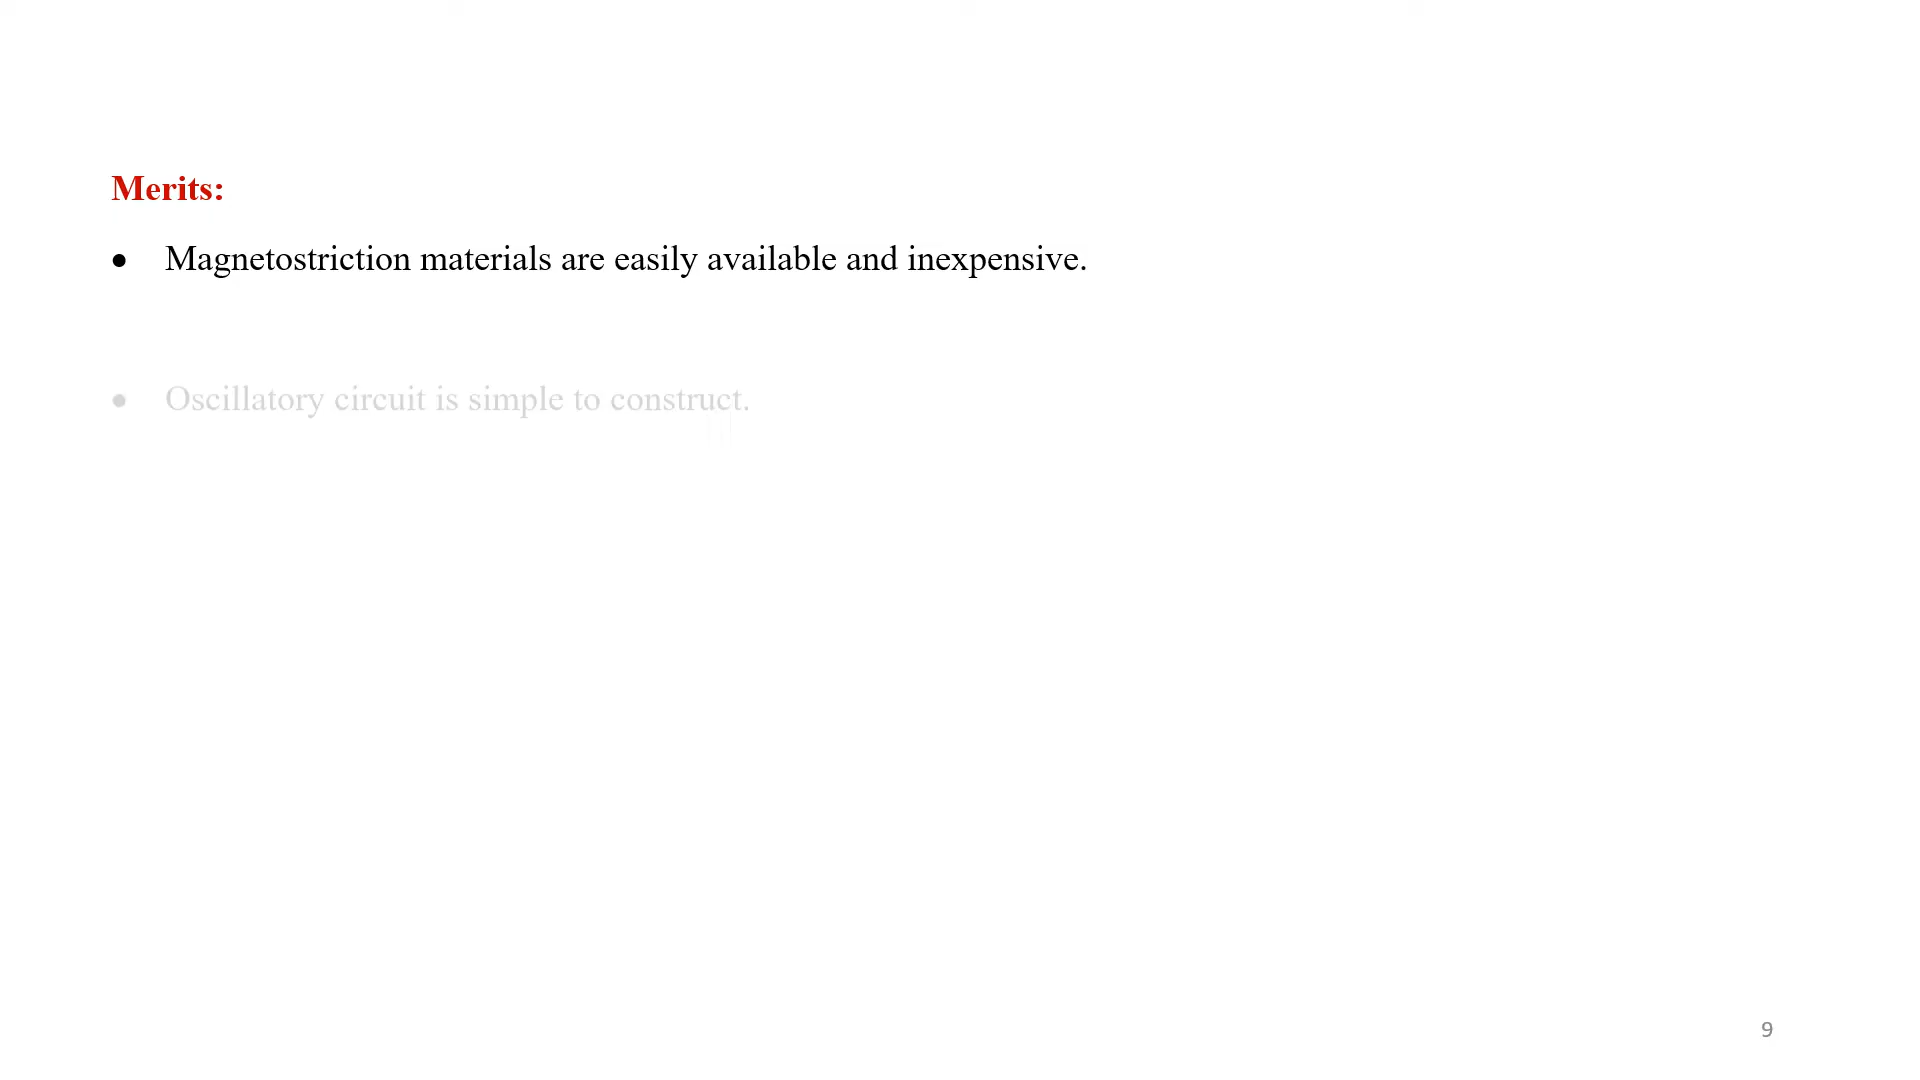 Merits:
• Magnetostriction materials are easily available and inexpensive.
• Oscillatory circuit is simple to construct.
9